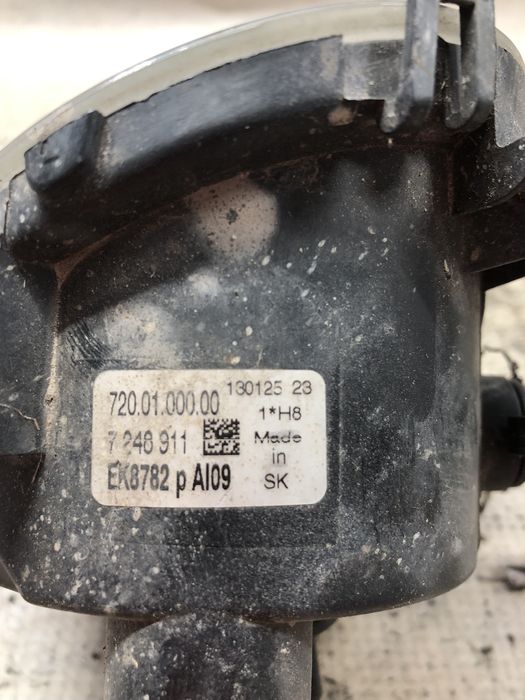 720.01.000.00 130125 23
1*H8
7 248 911 Made
in
EK8782 p AI09 SK